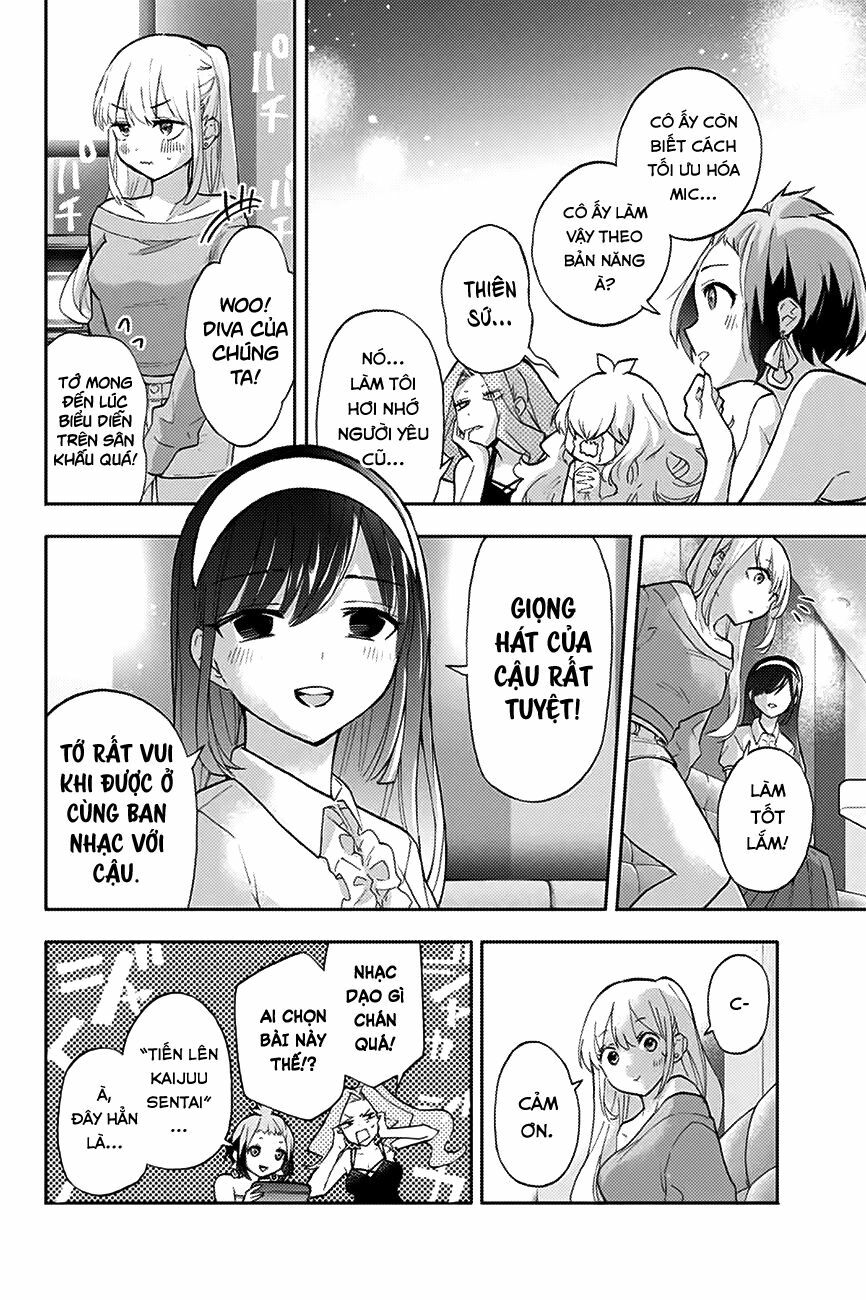 CÔ ẤY CÒN
BIẾT CÁCH
TỐI ƯU HÓA
MIC...
CÔ ẤY LÀM
VẬY THEO
BẢN NĂNG
À?
THIÊN
SỨ...
NÓ...
LÀM TÔI
HƠI NHỚ
NGƯỜI YÊU
CŨ...
パチ
パチ
WOO!
DIVA CỦA
CHÚNG
TA!
TỚ MONG
ĐẾN LÚC
BIỂU DIỄN
TRÊN SÂN
KHẤU QUÁ!
LÀM
TỐT
LẮM!
GIỌNG
HÁT CỦA
CẬU RẤT
TUYỆT!
TỚ RẤT VUI
KHI ĐƯỢC Ở
CÙNG BAN
NHẠC VỚI
CẬU.
C-
CẢM
ƠN.
NHẠC
DẠO GÌ
CHÁN
QUÁ!
AI CHỌN
BÀI NÀY
THẾ!?
“TIẾN LÊN
KAIJUU
SENTAI”
...
À,
ĐÂY HẲN
LÀ...